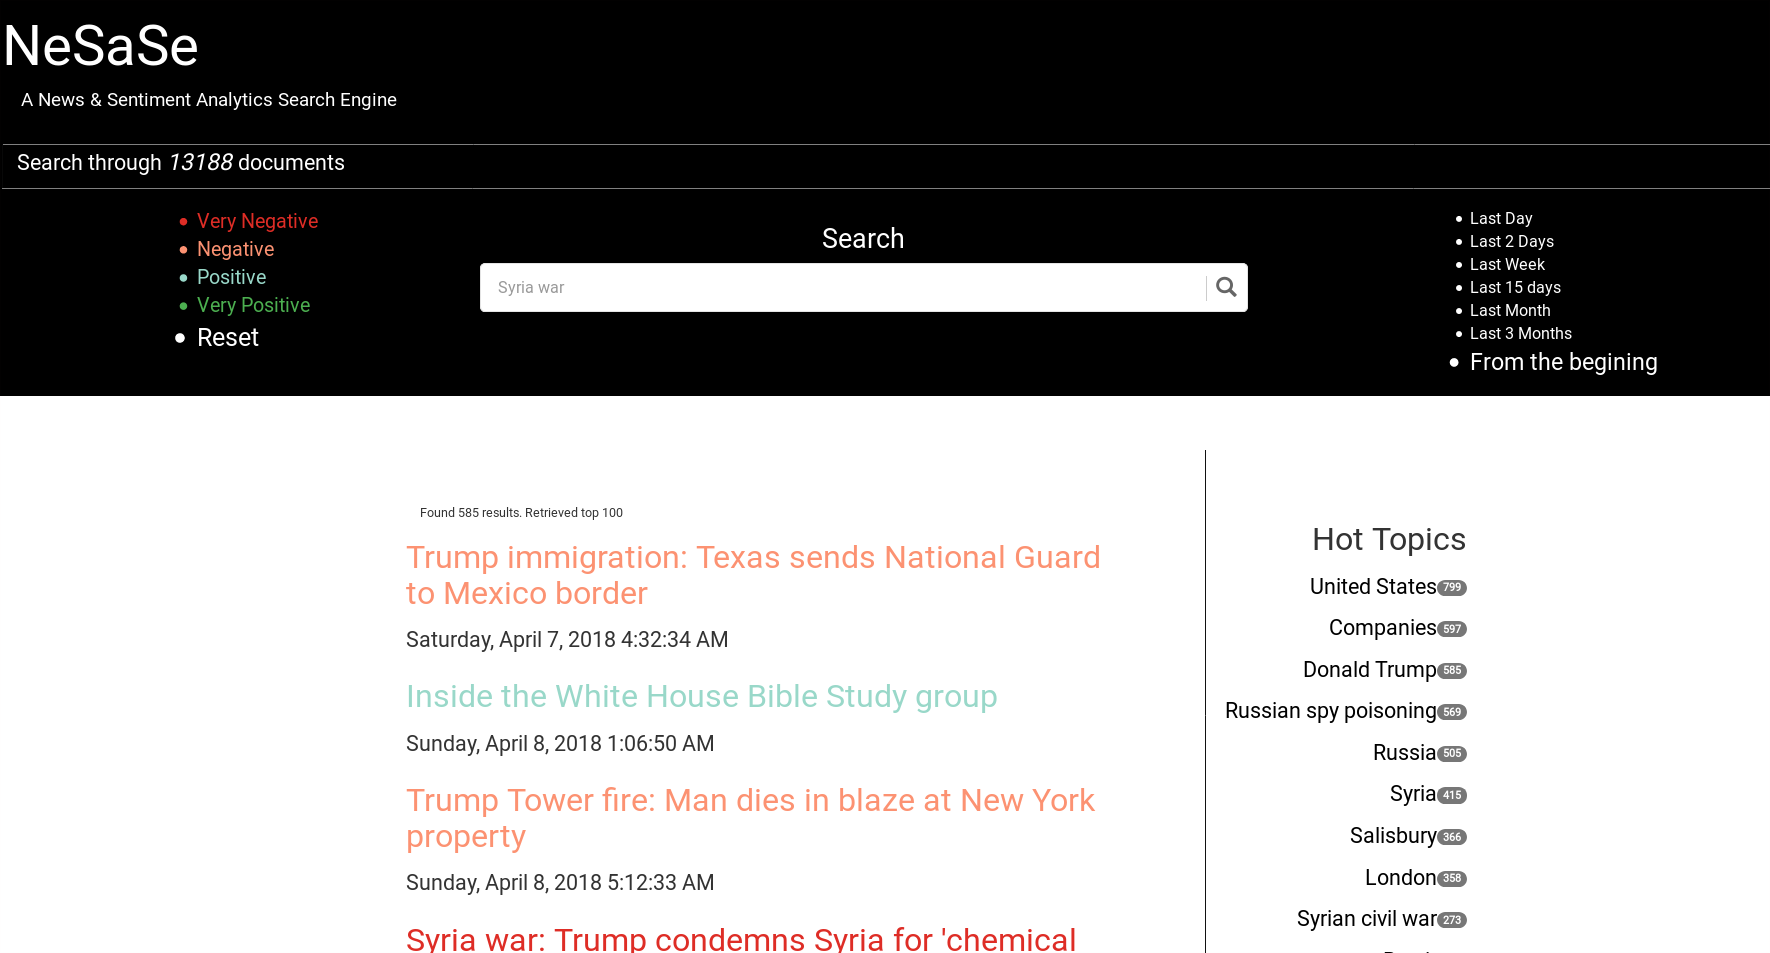 NeSaSe
A News & Sentiment Analytics Search Engine
Search through 13188 documents
Very Negative
Negative
Positive
Very Positive
Reset
Search
Syria war
Last Day
Last 2 Days
Last Week
Last 15 days
Last Month
Last 3 Months
From the begining
Found 585 results. Retrieved top 100
Trump immigration: Texas sends National Guard
to Mexico border
Saturday, April 7, 2018 4:32:34 AM
Inside the White House Bible Study group
Sunday, April 8, 2018 1:06:50 AM
Trump Tower fire: Man dies in blaze at New York
property
Sunday, April 8, 2018 5:12:33 AM
Syria war: Trump condemns Syria for 'chemical
Hot Topics
United States 799
Companies 597
Donald Trump 585
Russian spy poisoning 569
Russia 505
Syria 415
Salisbury 366
London 358
Syrian civil war 273